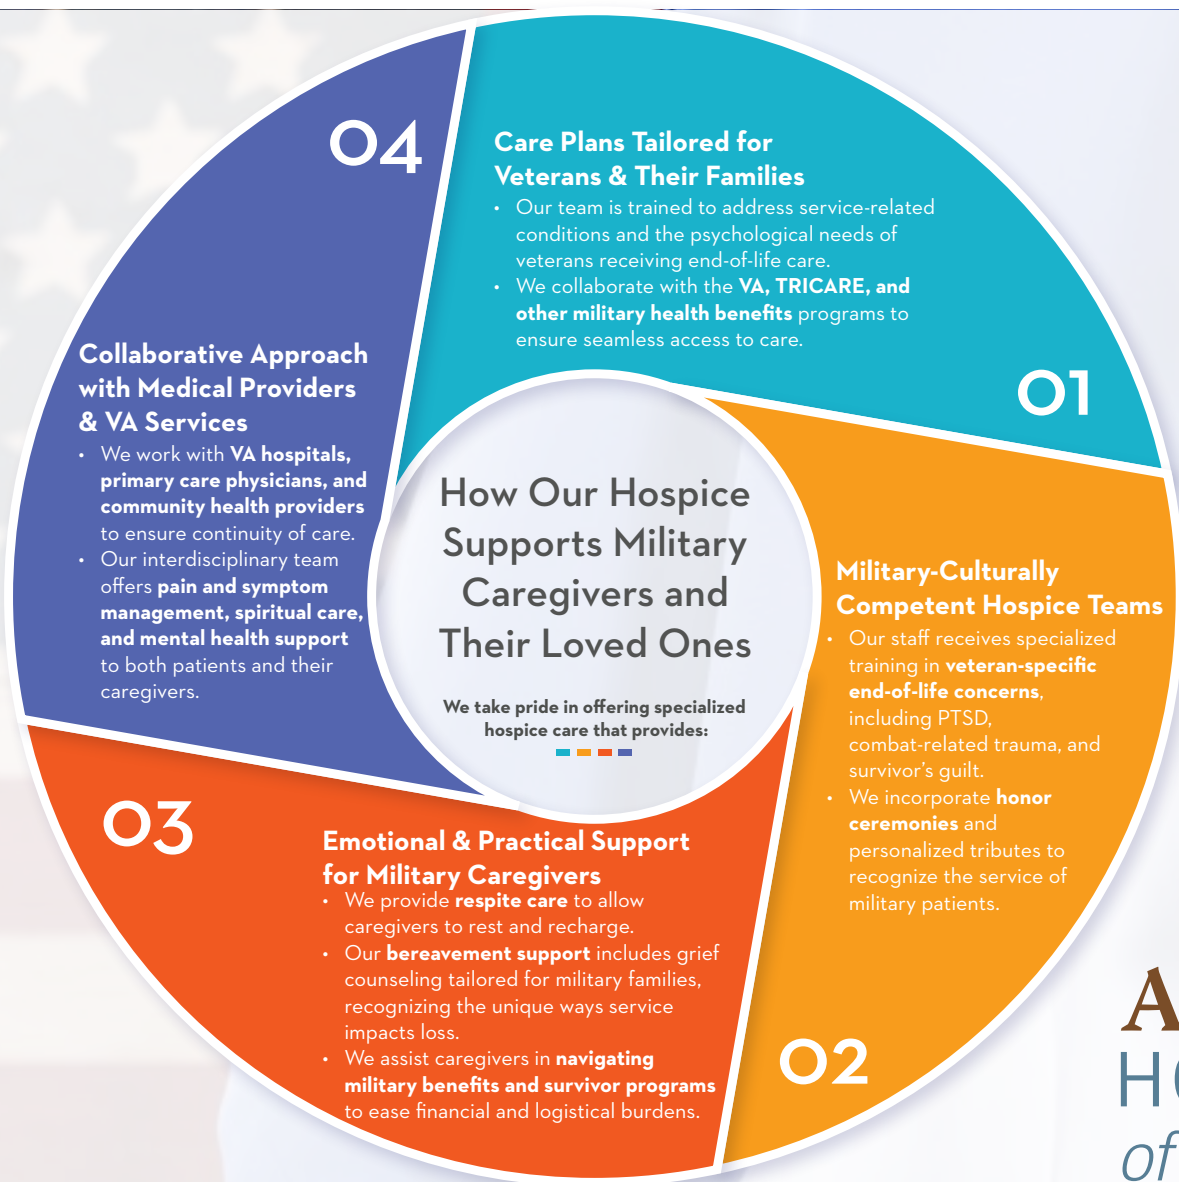 How Our Hospice
Supports Military
Caregivers and
Their Loved Ones
We take pride in offering specialized
hospice care that provides:
01
Care Plans Tailored for
Veterans & Their Families
• Our team is trained to address service-related
conditions and the psychological needs of
veterans receiving end-of-life care.
• We collaborate with the VA, TRICARE, and
other military health benefits programs to
ensure seamless access to care.
02
Military-Culturally
Competent Hospice Teams
• Our staff receives specialized
training in veteran-specific
end-of-life concerns,
including PTSD,
combat-related trauma, and
survivor's guilt.
• We incorporate honor
ceremonies and
personalized tributes to
recognize the service of
military patients.
03
Emotional & Practical Support
for Military Caregivers
• We provide respite care to allow
caregivers to rest and recharge.
• Our bereavement support includes grief
counseling tailored for military families,
recognizing the unique ways service
impacts loss.
• We assist caregivers in navigating
military benefits and survivor programs
to ease financial and logistical burdens.
04
Collaborative Approach
with Medical Providers
& VA Services
• We work with VA hospitals,
primary care physicians, and
community health providers
to ensure continuity of care.
• Our interdisciplinary team
offers pain and symptom
management, spiritual care,
and mental health support
to both patients and their
caregivers.
of